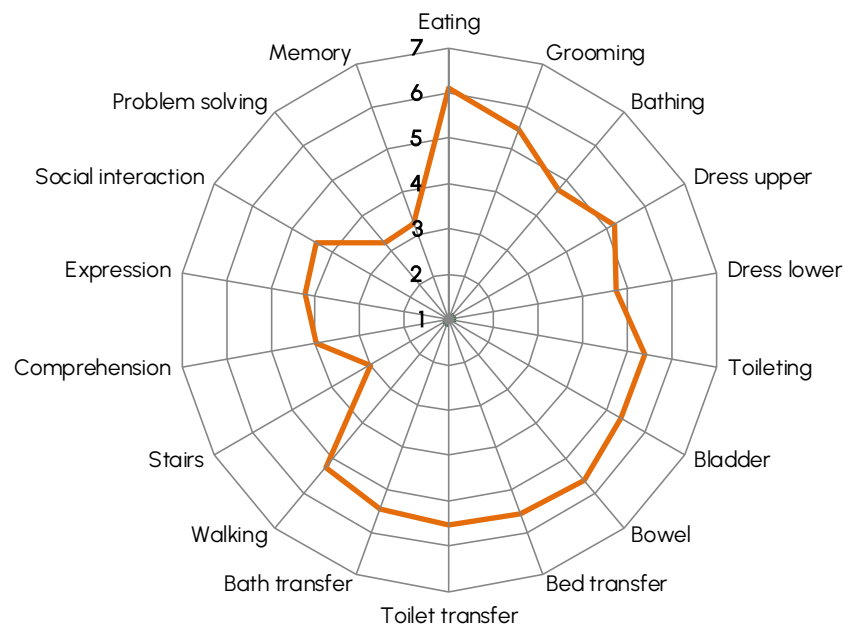 Eating
Grooming
Bathing
Dress upper
Dress lower
Toileting
Bladder
Bowel
Bed transfer
Toilet transfer
Bath transfer
Walking
Stairs
Comprehension
Expression
Social interaction
Problem solving
Memory
7
6
5
4
3
2
1